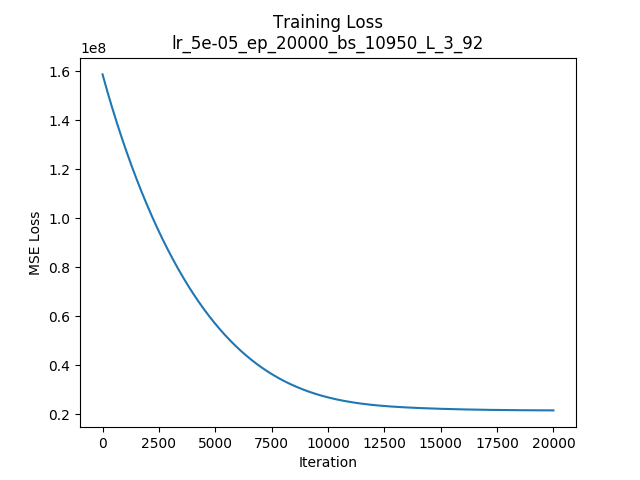 Training Loss
lr_5e-05_ep_20000_bs_10950_L_3_92
1e8
1.6
1.4
1.2
1.0
0.8
0.6
0.4
0.2
MSE Loss
0 2500 5000 7500 10000 12500 15000 17500 20000
Iteration